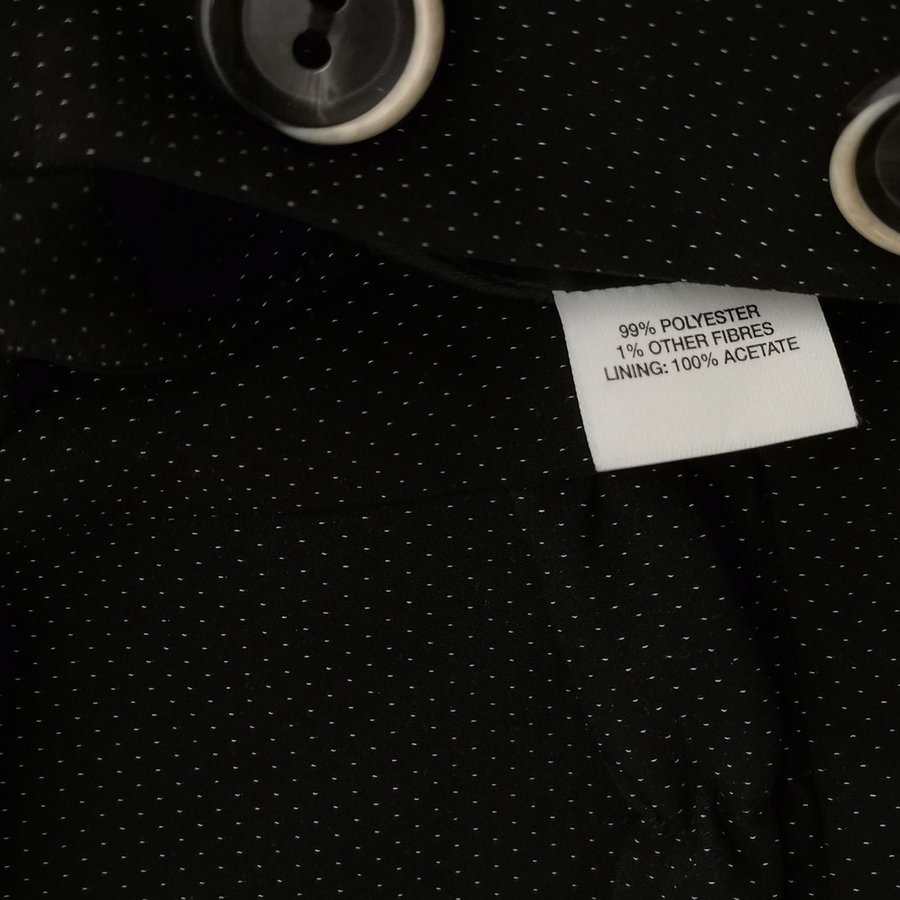 99% POLYESTER
1% OTHER FIBRES
LINING: 100% ACETATE